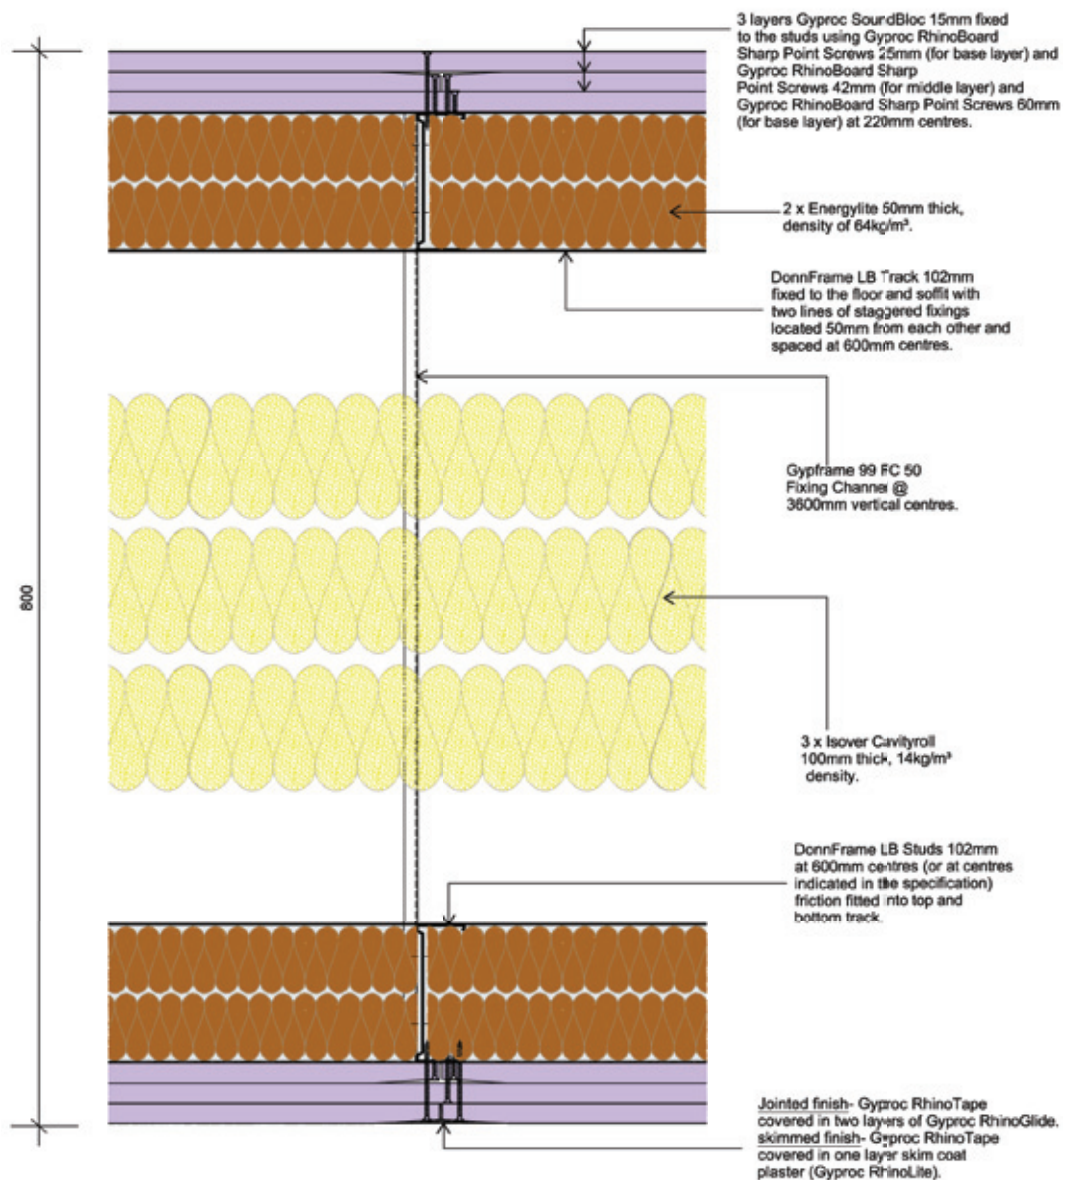 3 layers Gyproc SoundBloc 15mm fixed
to the studs using Gyproc RhinoBoard
Sharp Point Screws 25mm (for base layer) and
Gyproc RhinoBoard Sharp
Point Screws 42mm (for middle layer) and
Gyproc RhinoBoard Sharp Point Screws 60mm
(for base layer) at 220mm centres.
2 x Energylite 50mm thick,
density of 64kg/m³.
DonnFrame LB Track 102mm
fixed to the floor and soffit with
two lines of staggered fixings
located 50mm from each other and
spaced at 600mm centres.
Gypframe 99 FC 50
Fixing Channel @
3600mm vertical centres.
800
3 x Isover Cavityroll
100mm thick, 14kg/m³
density.
DonnFrame LB Studs 102mm
at 600mm centres (or at centres
indicated in the specification)
friction fitted into top and
bottom track.
Jointed finish- Gyproc RhinoTape
covered in two layers of Gyproc RhinoGlide.
skimmed finish- Gyproc RhinoTape
covered in one layer skim coat
plaster (Gyproc RhinoLite).